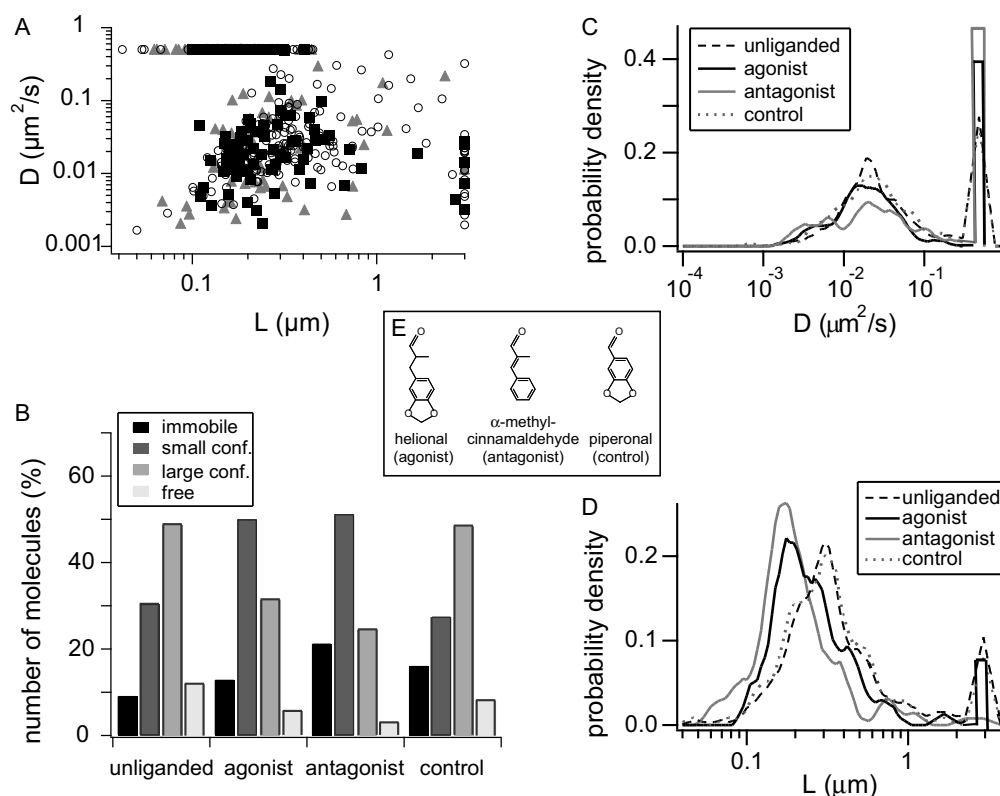 A
D (μm²/s)
1
0.1
0.01
0.001
0.1
1
L (μm)
C
unliganded
agonist
antagonist
control
probability density
0.4
0.2
0.0
10⁻⁴
10⁻³
10⁻²
10⁻¹
D (μm²/s)
E
O
O
O
O
O
O
O
helional
(agonist)
α-methyl-
cinnamaldehyde
(antagonist)
piperonal
(control)
B
immobile
small conf.
large conf.
free
number of molecules (%)
60
40
20
0
unliganded
agonist
antagonist
control
D
unliganded
agonist
antagonist
control
probability density
0.2
0.1
0.0
0.1
1
L (μm)